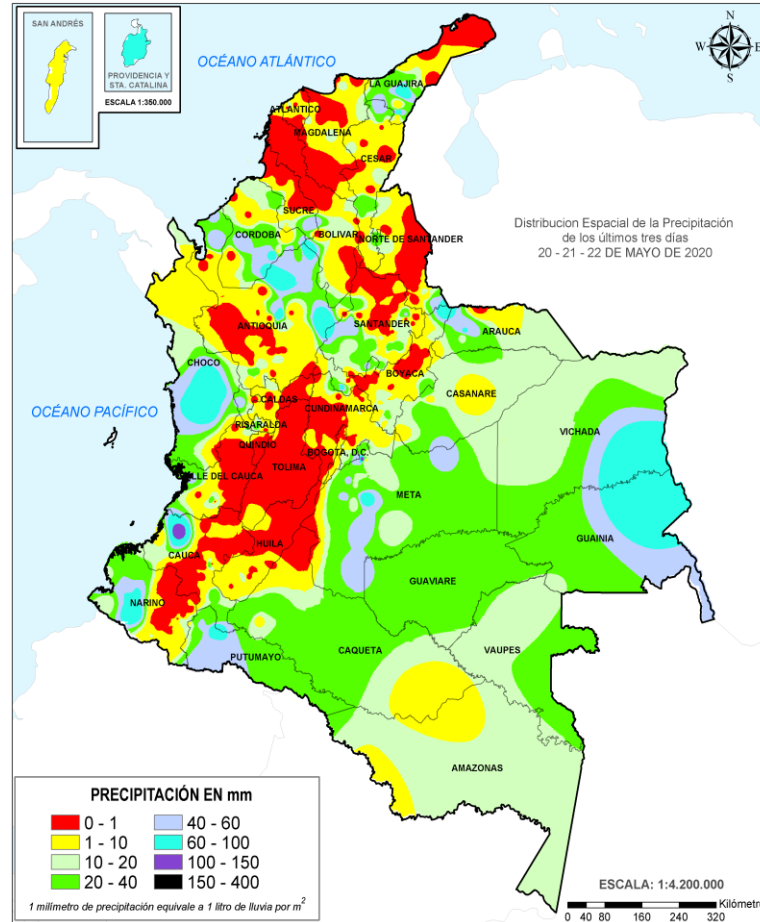 SAN ANDRÉS
PROVIDENCIA Y
STA. CATALINA
ESCALA 1:350.000
OCÉANO ATLÁNTICO
N
W
E
S
LA GUAJIRA
ATLANTICO
MAGDALENA
CESAR
SUCRE
CORDOBA
BOLIVAR
NORTE DE SANTANDER
Distribucion Espacial de la Precipitación
de los últimos tres días
20 - 21 - 22 DE MAYO DE 2020
ANTIOQUIA
SANTANDER
ARAUCA
CHOCO
BOYACA
CASANARE
OCÉANO PACÍFICO
CALDAS
CUNDINAMARCA
RISARALDA
VICHADA
QUINDIO
BOGOTA, D.C.
TOLIMA
VALLE DEL CAUCA
META
GUAINIA
HUILA
CAUCA
GUAVIARE
NARINO
CAQUETA
VAUPES
PUTUMAYO
AMAZONAS
PRECIPITACIÓN EN mm
0 - 1
40 - 60
1 - 10
60 - 100
10 - 20
100 - 150
20 - 40
150 - 400
1 milímetro de precipitación equivale a 1 litro de lluvia por m2
ESCALA: 1:4.200.000
Kilómetros
0 40 80 160 240 320